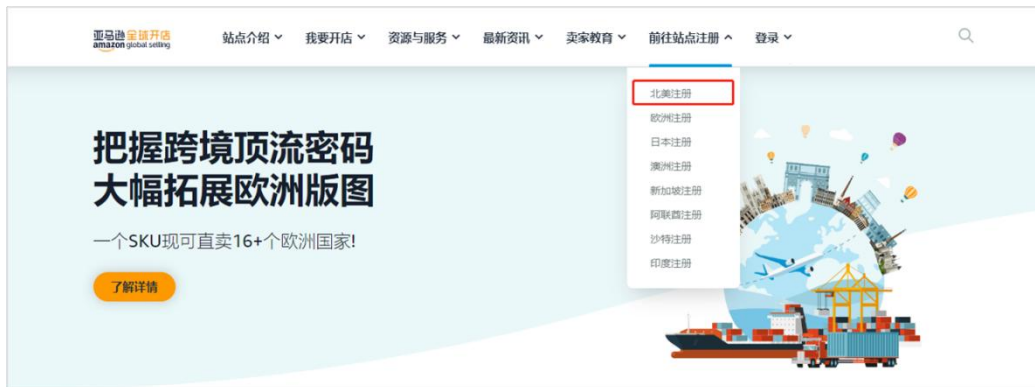 亚马逊全球开店
amazon global selling
站点介绍 我要开店 资源与服务 最新资讯 卖家教育 前往站点注册 登录
北美注册
欧洲注册
日本注册
澳洲注册
新加坡注册
阿联酋注册
沙特注册
印度注册
把握跨境顶流密码
大幅拓展欧洲版图
一个SKU现可直卖16+个欧洲国家!
了解详情